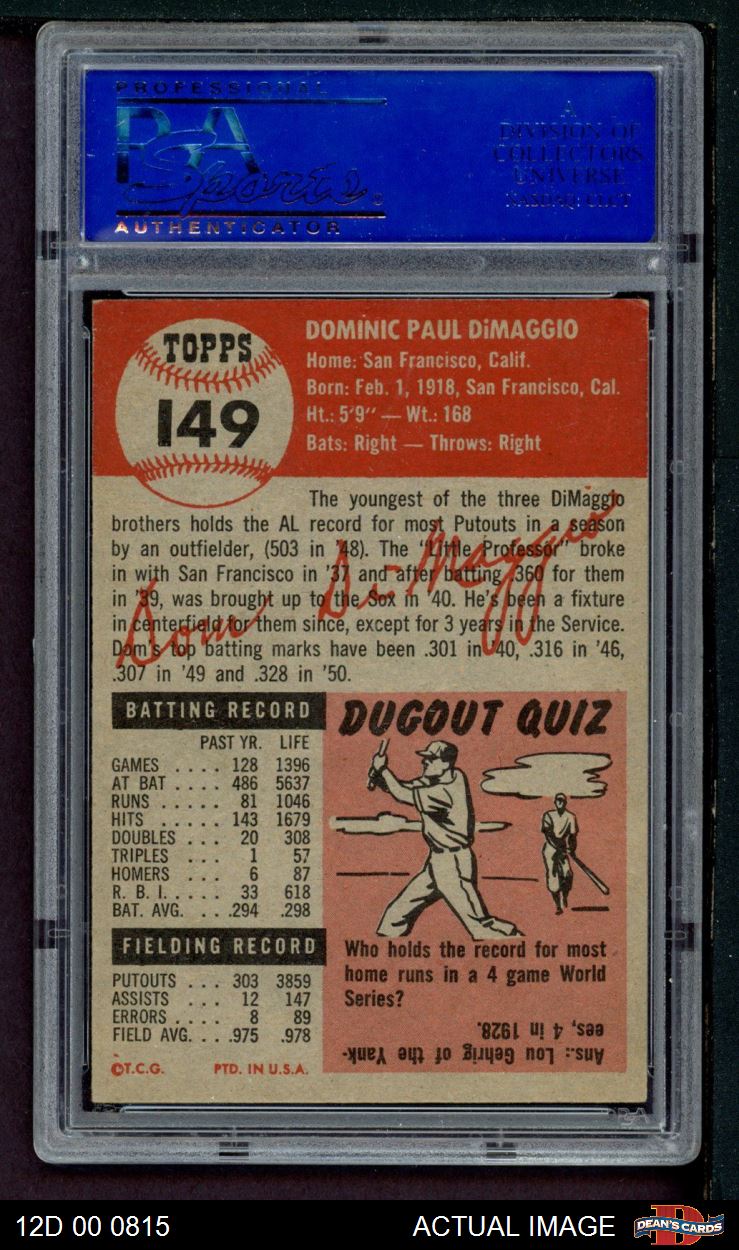 PROFESSIONAL
PSA
Sports
AUTHENTICATOR
A
DIVISION OF
COLLECTORS
UNIVERSE
NASDAQ: CLCT
TOPPS
149
DOMINIC PAUL DiMAGGIO
Home: San Francisco, Calif.
Born: Feb. 1, 1918, San Francisco, Cal.
Ht.: 5'9" — Wt.: 168
Bats: Right — Throws: Right
The youngest of the three DiMaggio
brothers holds the AL record for most Putouts in a season
by an outfielder, (503 in '48). The "Little Professor" broke
in with San Francisco in '37 and after batting .360 for them
in '39, was brought up to the Sox in '40. He's been a fixture
in centerfield for them since, except for 3 years in the Service.
Dom's top batting marks have been .301 in '40, .316 in '46,
.307 in '49 and .328 in '50.
Dom DiMaggio
BATTING RECORD
PAST YR. LIFE
GAMES .... 128 1396
AT BAT .... 486 5637
RUNS ..... 81 1046
HITS ..... 143 1679
DOUBLES ... 20 308
TRIPLES ... 1 57
HOMERS ... 6 87
R. B. I. .... 33 618
BAT. AVG. ... .294 .298
FIELDING RECORD
PUTOUTS ... 303 3859
ASSISTS ... 12 147
ERRORS ... 8 89
FIELD AVG. ... .975 .978
©T.C.G. PTD. IN U.S.A.
DUGOUT QUIZ
Who holds the record for most
home runs in a 4 game World
Series?
Ans.: Lou Gehrig of the Yank-
ees, 4 in 1928.
PSA
12D 00 0815 ACTUAL IMAGE DEAN'S CARDS